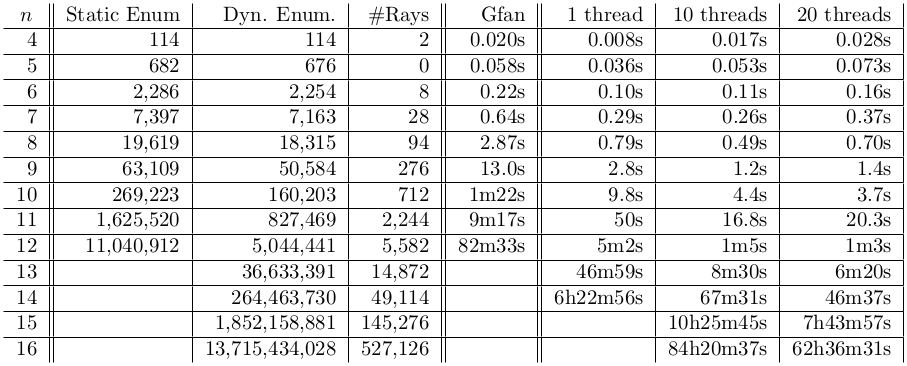 n Static Enum Dyn. Enum. #Rays Gfan 1 thread 10 threads 20 threads
4 114 114 2 0.020s 0.008s 0.017s 0.028s
5 682 676 0 0.058s 0.036s 0.053s 0.073s
6 2,286 2,254 8 0.22s 0.10s 0.11s 0.16s
7 7,397 7,163 28 0.64s 0.29s 0.26s 0.37s
8 19,619 18,315 94 2.87s 0.79s 0.49s 0.70s
9 63,109 50,584 276 13.0s 2.8s 1.2s 1.4s
10 269,223 160,203 712 1m22s 9.8s 4.4s 3.7s
11 1,625,520 827,469 2,244 9m17s 50s 16.8s 20.3s
12 11,040,912 5,044,441 5,582 82m33s 5m2s 1m5s 1m3s
13 36,633,391 14,872 46m59s 8m30s 6m20s
14 264,463,730 49,114 6h22m56s 67m31s 46m37s
15 1,852,158,881 145,276 10h25m45s 7h43m57s
16 13,715,434,028 527,126 84h20m37s 62h36m31s